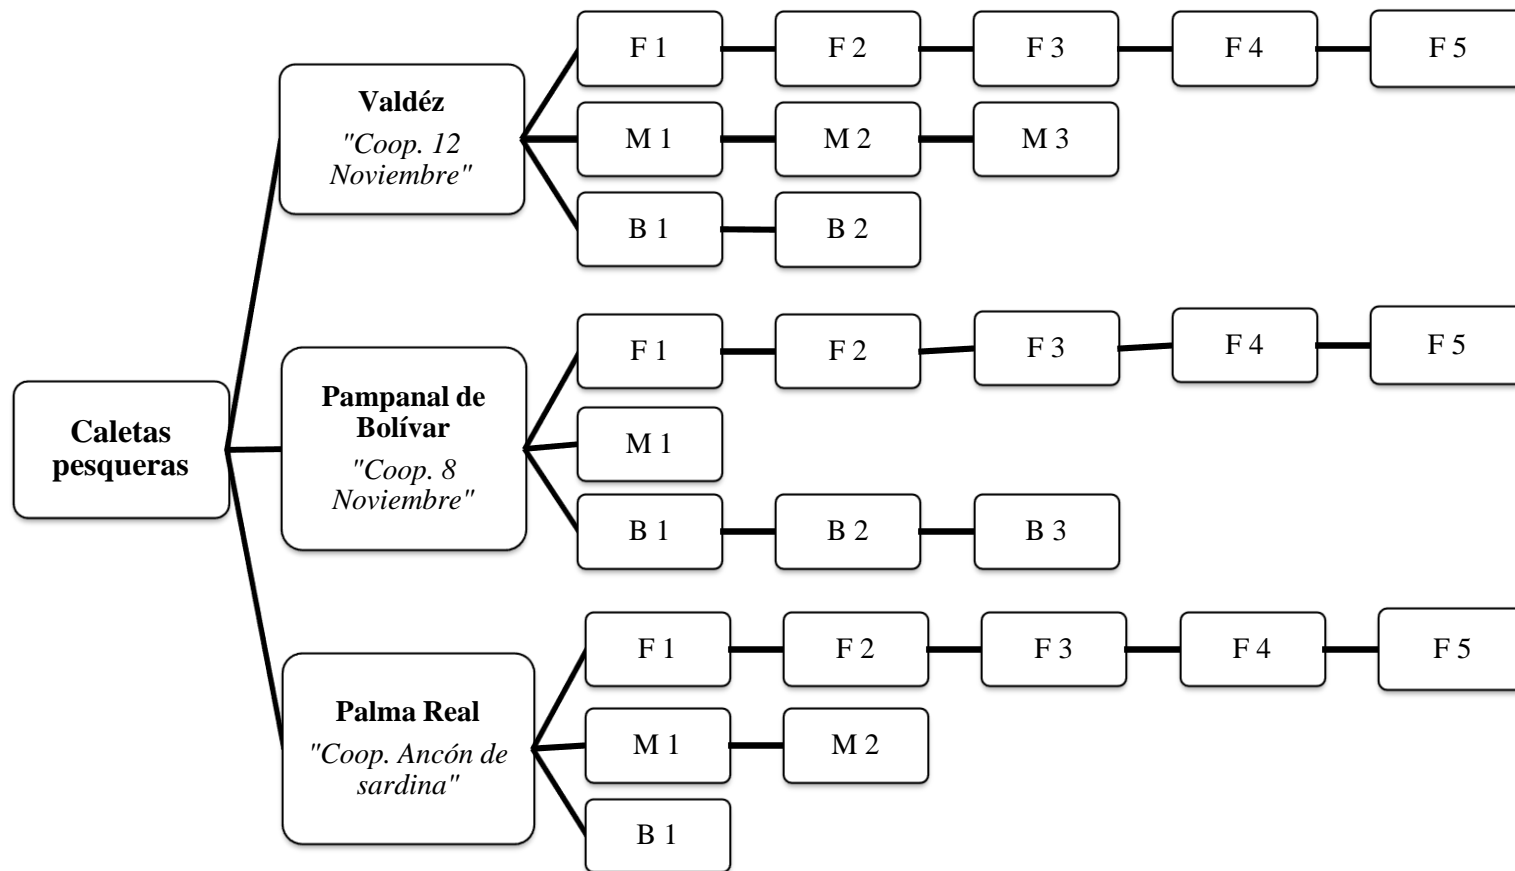 Caletas
pesqueras
Valdéz
"Coop. 12
Noviembre"
F 1
F 2
F 3
F 4
F 5
M 1
M 2
M 3
B 1
B 2
Pampanal de
Bolívar
"Coop. 8
Noviembre"
F 1
F 2
F 3
F 4
F 5
M 1
B 1
B 2
B 3
Palma Real
"Coop. Ancón de
sardina"
F 1
F 2
F 3
F 4
F 5
M 1
M 2
B 1